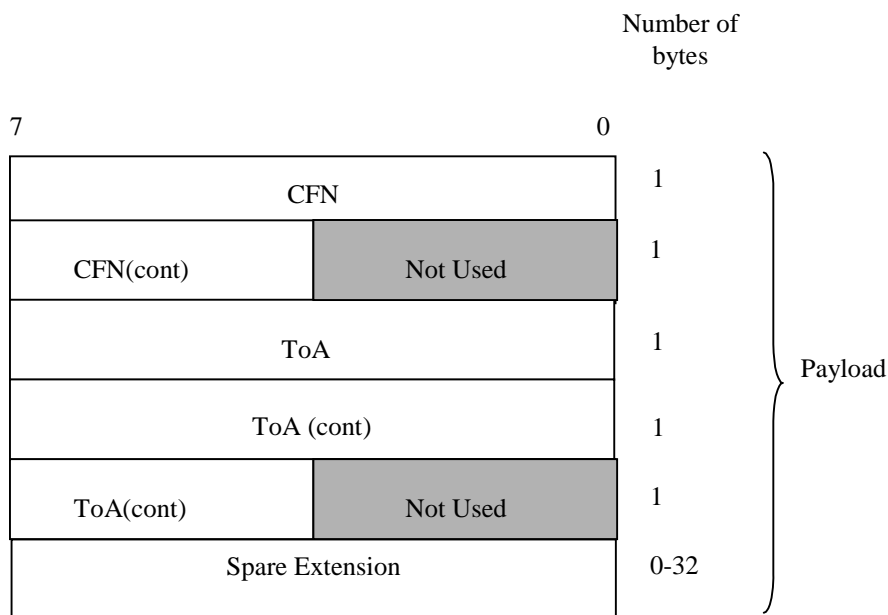 Number of
bytes
7 0
CFN 1
CFN(cont) Not Used 1
ToA 1
Payload
ToA (cont) 1
ToA(cont) Not Used 1
Spare Extension 0-32